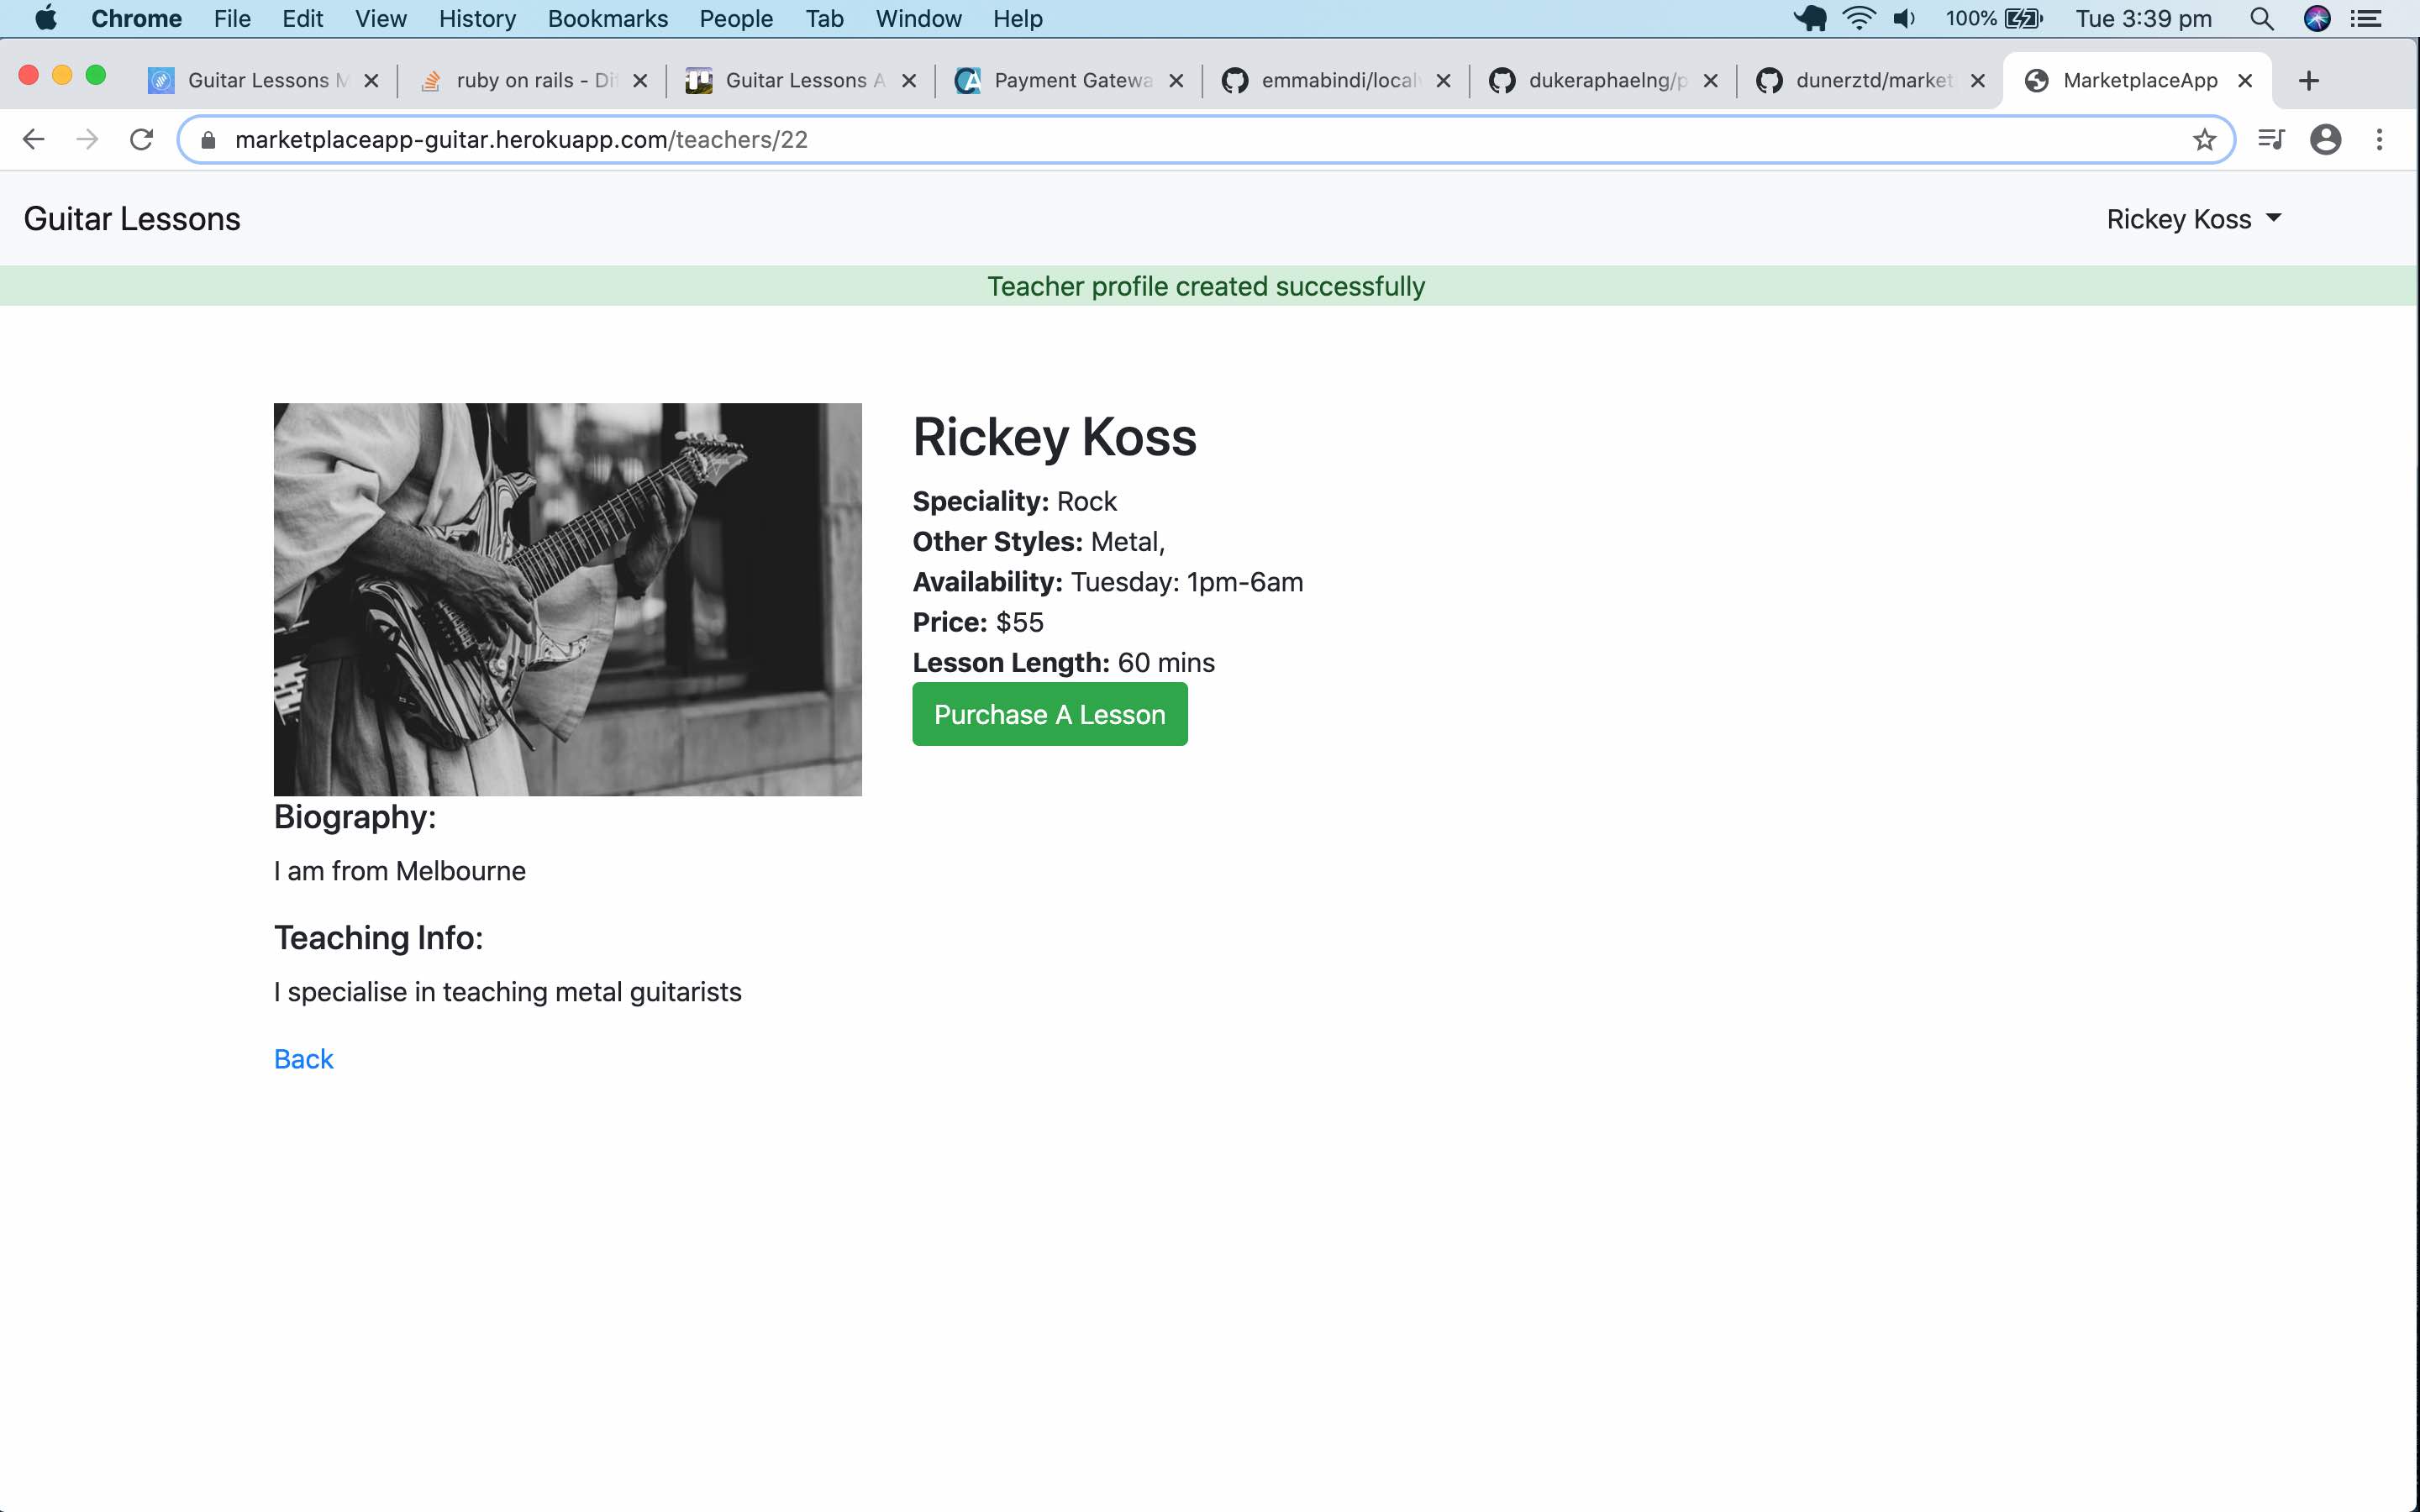 Chrome File Edit View History Bookmarks People Tab Window Help 100% Tue 3:39 pm
Guitar Lessons M ruby on rails - Di Guitar Lessons A Payment Gatewa emmabindi/local dukeraphaelng/p dunerztd/market MarketplaceApp
marketplaceapp-guitar.herokuapp.com/teachers/22
Guitar Lessons Rickey Koss
Teacher profile created successfully
Rickey Koss
Speciality: Rock
Other Styles: Metal,
Availability: Tuesday: 1pm-6am
Price: $55
Lesson Length: 60 mins
Purchase A Lesson
Biography:
I am from Melbourne
Teaching Info:
I specialise in teaching metal guitarists
Back